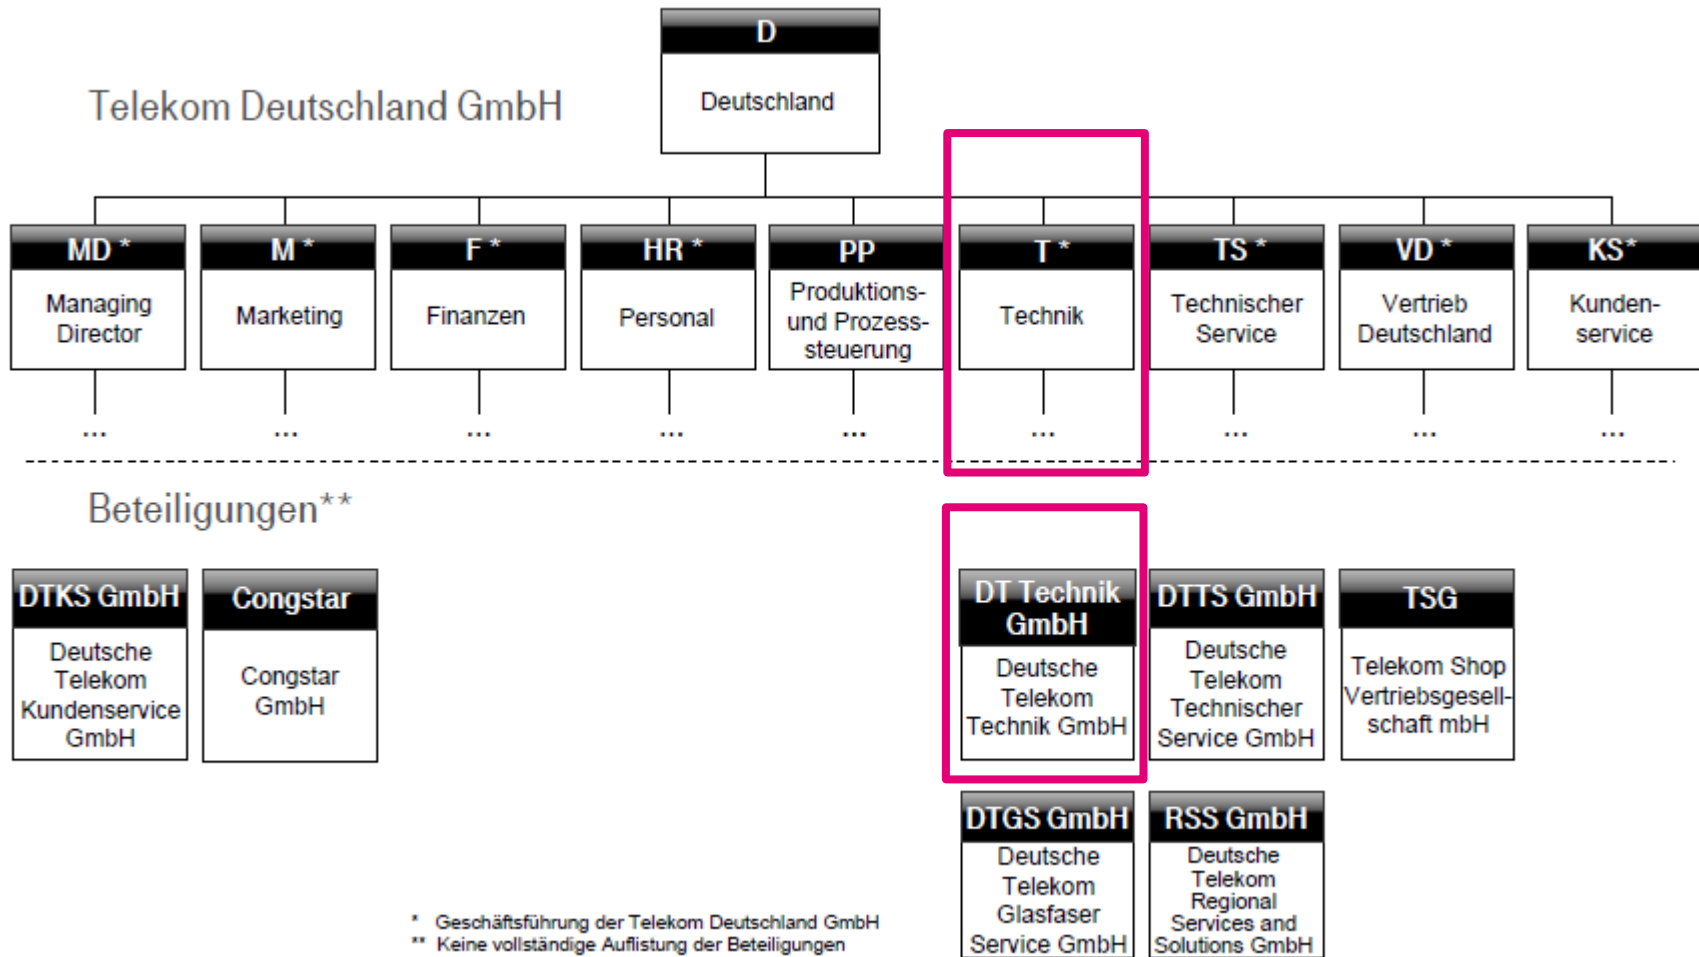 D
Deutschland
Telekom Deutschland GmbH
MD *
Managing
Director
...
M *
Marketing
...
F *
Finanzen
...
HR *
Personal
...
PP
Produktions-
und Prozess-
steuerung
...
T *
Technik
...
TS *
Technischer
Service
...
VD *
Vertrieb
Deutschland
...
KS*
Kunden-
service
...
Beteiligungen**
DTKS GmbH
Deutsche
Telekom
Kundenservice
GmbH
Congstar
Congstar
GmbH
DT Technik
GmbH
Deutsche
Telekom
Technik GmbH
DTTS GmbH
Deutsche
Telekom
Technischer
Service GmbH
TSG
Telekom Shop
Vertriebsgesell-
schaft mbH
DTGS GmbH
Deutsche
Telekom
Glasfaser
Service GmbH
RSS GmbH
Deutsche
Telekom
Regional
Services and
Solutions GmbH
* Geschäftsführung der Telekom Deutschland GmbH
** Keine vollständige Auflistung der Beteiligungen